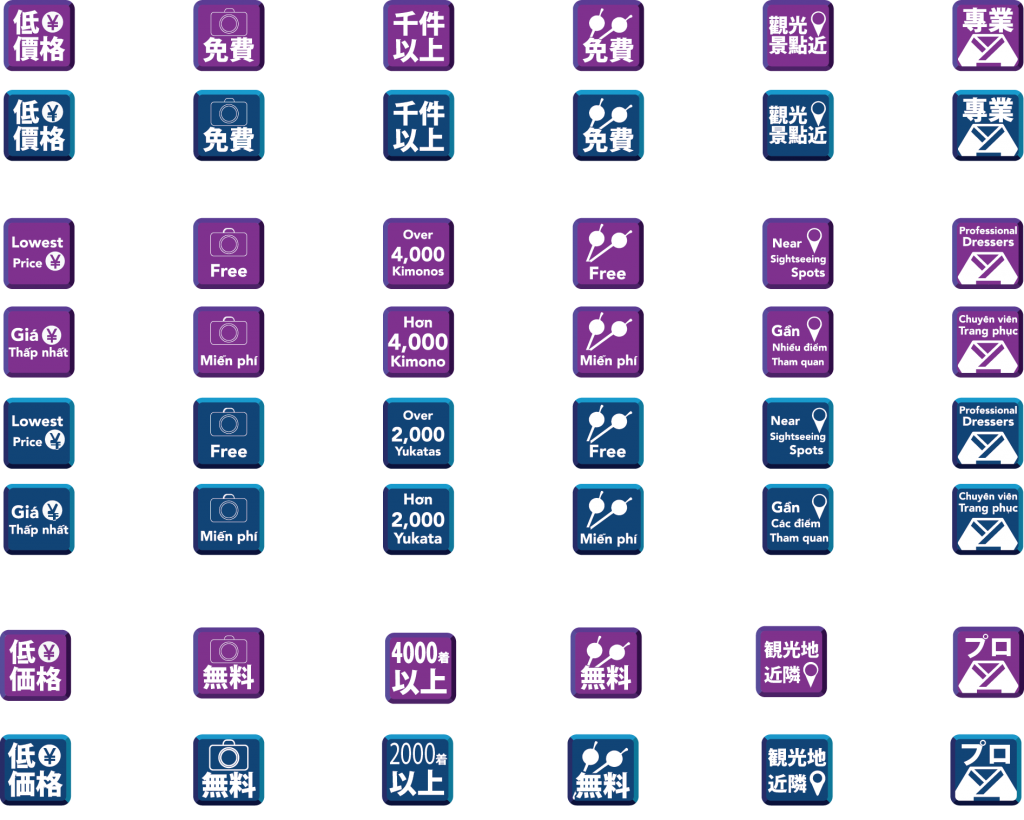 低¥
價格
免費
千件
以上
免費
觀光
景點近
專業
低¥
價格
免費
千件
以上
免費
觀光
景點近
專業
Lowest
Price ¥
Free
Over
4,000
Kimonos
Free
Near
Sightseeing
Spots
Professional
Dressers
Giá ¥
Thấp nhất
Miến phí
Hơn
4,000
Kimono
Miến phí
Gần
Nhiều điểm
Tham quan
Chuyên viên
Trang phục
Lowest
Price ¥
Free
Over
2,000
Yukatas
Free
Near
Sightseeing
Spots
Professional
Dressers
Giá ¥
Thấp nhất
Miến phí
Hơn
2,000
Yukata
Miến phí
Gần
Các điểm
Tham quan
Chuyên viên
Trang phục
低¥
価格
無料
4000着
以上
無料
観光地
近隣
プロ
低¥
価格
無料
2000着
以上
無料
観光地
近隣
プロ